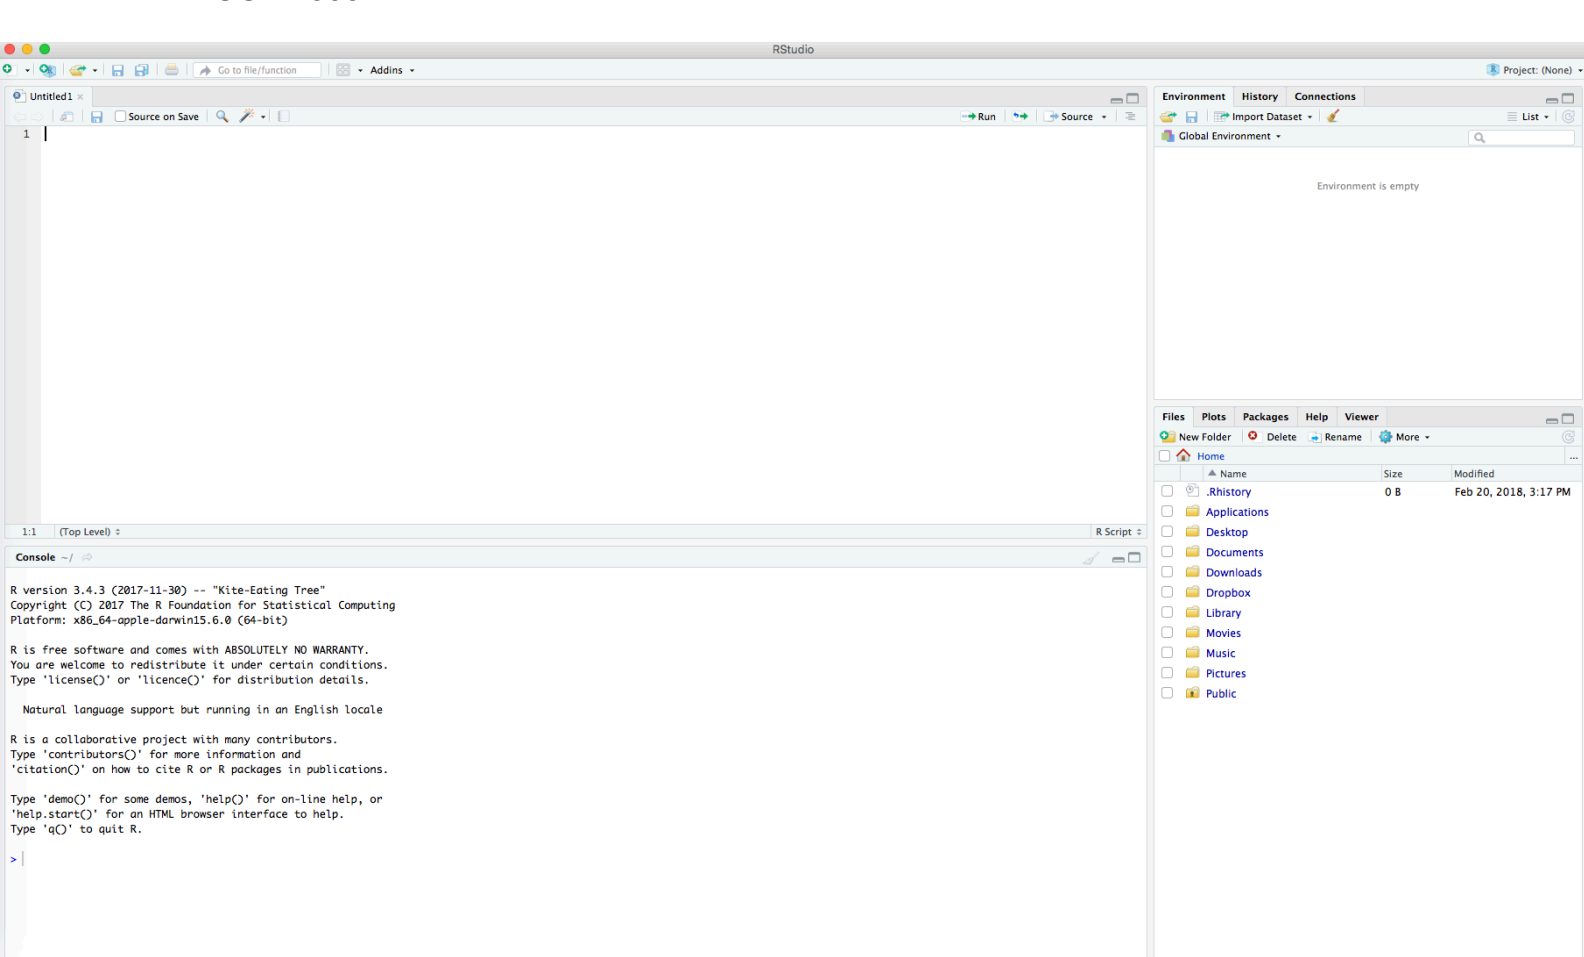 RStudio
Go to file/function
Addins
Project: (None)
Untitled1
Source on Save
Run
Source
1
1:1 (Top Level)
R Script
Console ~/
R version 3.4.3 (2017-11-30) -- "Kite-Eating Tree"
Copyright (C) 2017 The R Foundation for Statistical Computing
Platform: x86_64-apple-darwin15.6.0 (64-bit)
R is free software and comes with ABSOLUTELY NO WARRANTY.
You are welcome to redistribute it under certain conditions.
Type 'license()' or 'licence()' for distribution details.
Natural language support but running in an English locale
R is a collaborative project with many contributors.
Type 'contributors()' for more information and
'citation()' on how to cite R or R packages in publications.
Type 'demo()' for some demos, 'help()' for on-line help, or
'help.start()' for an HTML browser interface to help.
Type 'q()' to quit R.
>
Environment History Connections
Import Dataset
List
Global Environment
Environment is empty
Files Plots Packages Help Viewer
New Folder Delete Rename More
Home ...
Name Size Modified
.Rhistory 0 B Feb 20, 2018, 3:17 PM
Applications
Desktop
Documents
Downloads
Dropbox
Library
Movies
Music
Pictures
Public